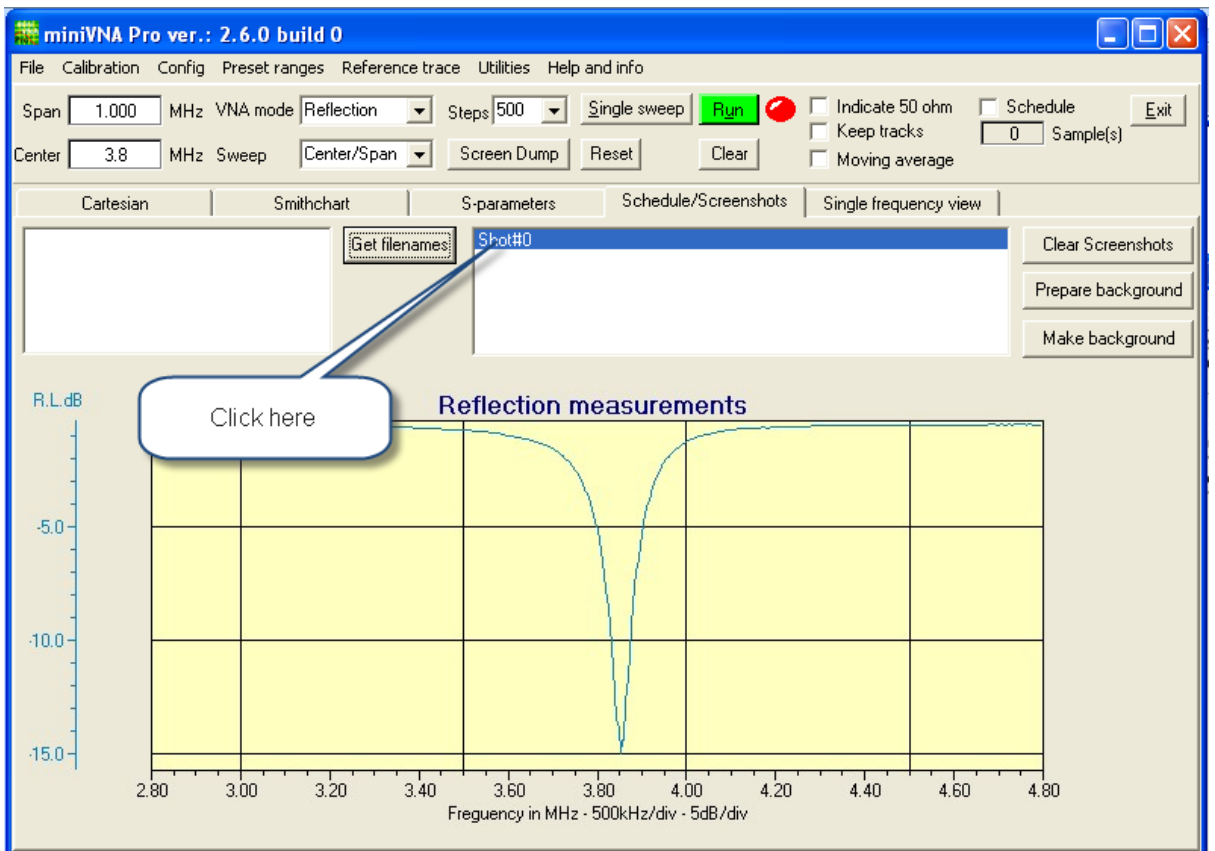 miniVNA Pro ver.: 2.6.0 build 0
File Calibration Config Preset ranges Reference trace Utilities Help and info
Span 1.000 MHz VNA mode Reflection Steps 500 Single sweep Run Indicate 50 ohm Schedule Exit
Keep tracks 0 Sample(s)
Center 3.8 MHz Sweep Center/Span Screen Dump Reset Clear Moving average
Cartesian Smithchart S-parameters Schedule/Screenshots Single frequency view
Get filenames Shot#0 Clear Screenshots
Prepare background
Make background
Click here
R.L.dB Reflection measurements
-5.0
-10.0
-15.0
2.80 3.00 3.20 3.40 3.60 3.80 4.00 4.20 4.40 4.60 4.80
Freguency in MHz - 500kHz/div - 5dB/div